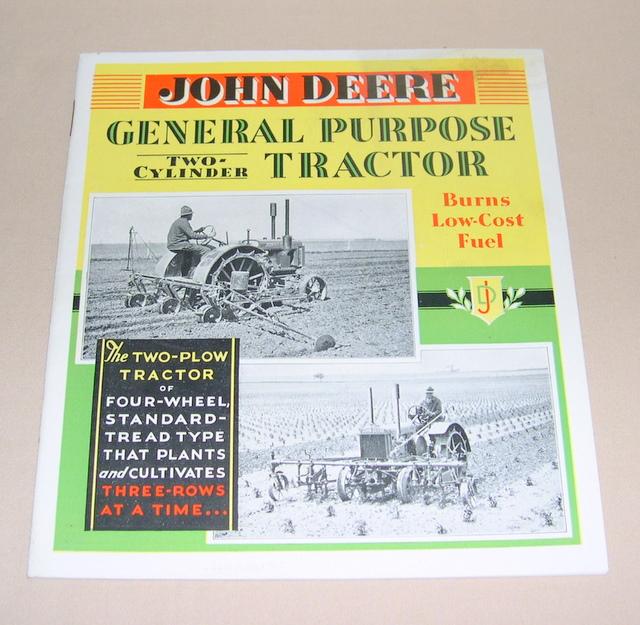 JOHN DEERE
GENERAL PURPOSE
TWO-
CYLINDER TRACTOR
Burns
Low-Cost
Fuel
JD
The TWO-PLOW
TRACTOR
OF
FOUR-WHEEL,
STANDARD-
TREAD TYPE
THAT PLANTS
and CULTIVATES
THREE-ROWS
AT A TIME...